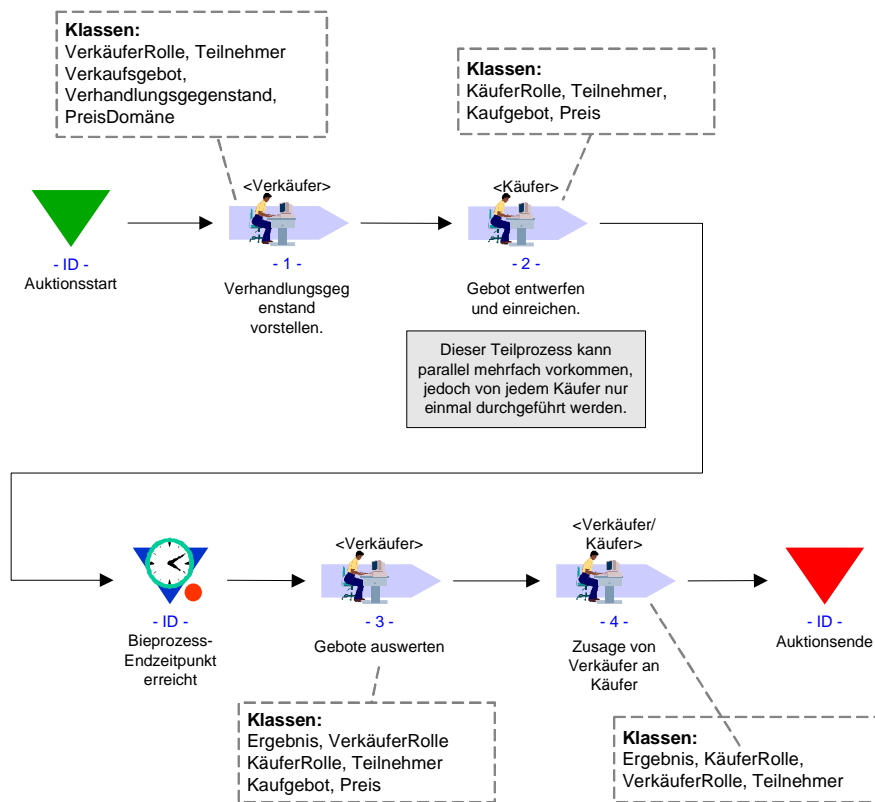 Klassen:
VerkäuferRolle, Teilnehmer
Verkaufsgebot,
Verhandlungsgegenstand,
PreisDomäne
Klassen:
KäuferRolle, Teilnehmer,
Kaufgebot, Preis
<Verkäufer>
<Käufer>
- ID -
Auktionsstart
- 1 -
Verhandlungsgeg
enstand
vorstellen.
- 2 -
Gebot entwerfen
und einreichen.
Dieser Teilprozess kann
parallel mehrfach vorkommen,
jedoch von jedem Käufer nur
einmal durchgeführt werden.
<Verkäufer>
<Verkäufer/
Käufer>
- ID -
Bieprozess-
Endzeitpunkt
erreicht
- 3 -
Gebote auswerten
- 4 -
Zusage von
Verkäufer an
Käufer
- ID -
Auktionsende
Klassen:
Ergebnis, VerkäuferRolle
KäuferRolle, Teilnehmer
Kaufgebot, Preis
Klassen:
Ergebnis, KäuferRolle,
VerkäuferRolle, Teilnehmer